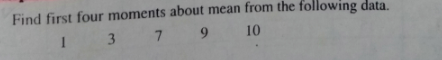 Find first four moments about mean from the following data.
1 3 7 9 10